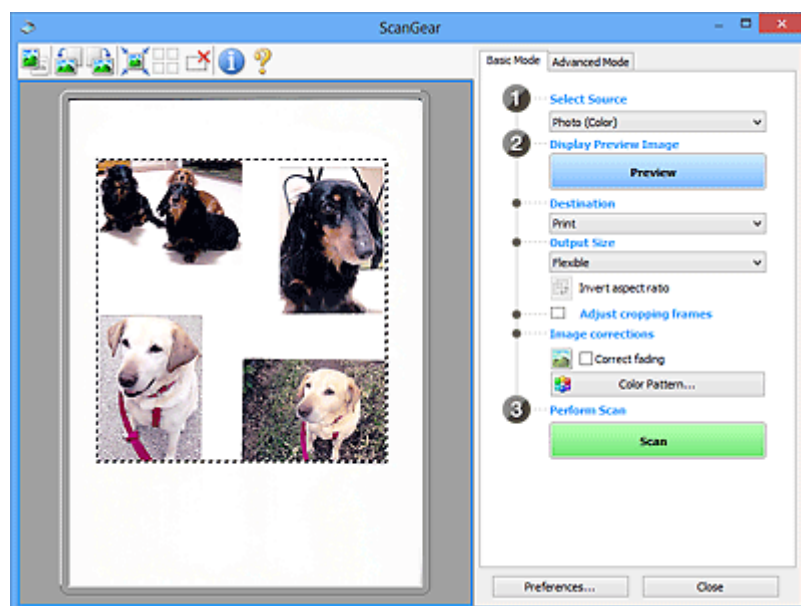 ScanGear
Basic Mode
Advanced Mode
1
Select Source
Photo (Color)
2
Display Preview Image
Preview
Destination
Print
Output Size
Flexible
Invert aspect ratio
Adjust cropping frames
Image corrections
Correct fading
Color Pattern...
3
Perform Scan
Scan
Preferences...
Close